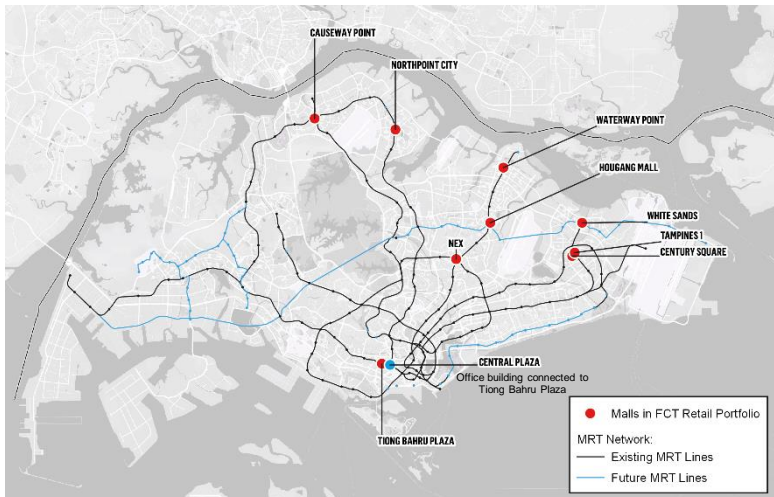 CAUSEWAY POINT
NORTHPOINT CITY
WATERWAY POINT
HOUGANG MALL
WHITE SANDS
TAMPINES 1
CENTURY SQUARE
NEX
CENTRAL PLAZA
Office building connected to
Tiong Bahru Plaza
TIONG BAHRU PLAZA
Malls in FCT Retail Portfolio
MRT Network:
Existing MRT Lines
Future MRT Lines